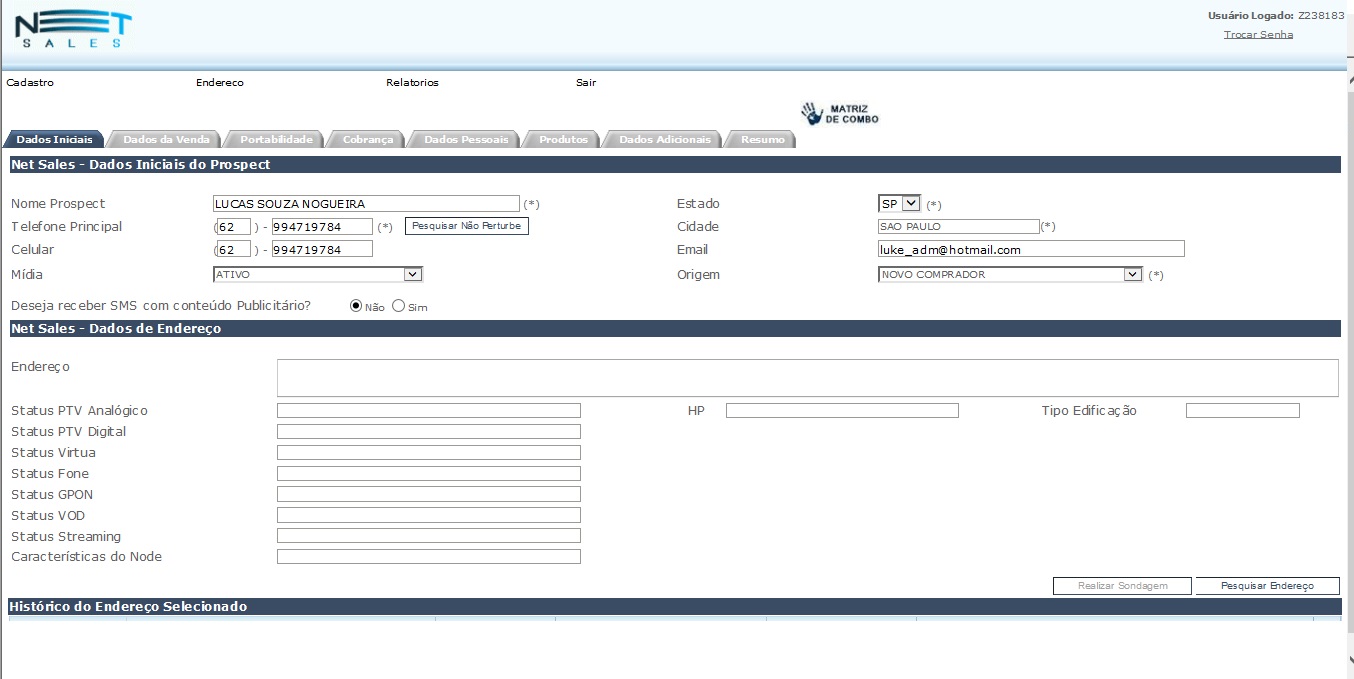 NET
SALES
Usuário Logado: Z238183
Trocar Senha
Cadastro Endereco Relatorios Sair
MATRIZ
DE COMBO
Dados Iniciais Dados da Venda Portabilidade Cobrança Dados Pessoais Produtos Dados Adicionais Resumo
Net Sales - Dados Iniciais do Prospect
Nome Prospect LUCAS SOUZA NOGUEIRA (*) Estado SP (*)
Telefone Principal (62 ) - 994719784 (*) Pesquisar Não Perturbe Cidade SAO PAULO (*)
Celular (62 ) - 994719784 Email luke_adm@hotmail.com
Mídia ATIVO Origem NOVO COMPRADOR (*)
Deseja receber SMS com conteúdo Publicitário? Não Sim
Net Sales - Dados de Endereço
Endereço
Status PTV Analógico HP Tipo Edificação
Status PTV Digital
Status Virtua
Status Fone
Status GPON
Status VOD
Status Streaming
Características do Node
Realizar Sondagem Pesquisar Endereço
Histórico do Endereço Selecionado